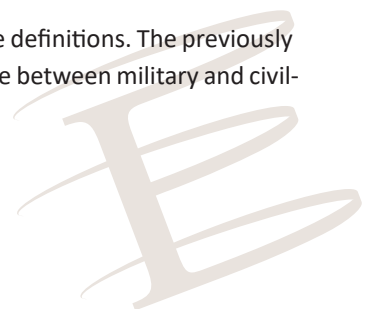 e definitions. The previously
e between military and civil-